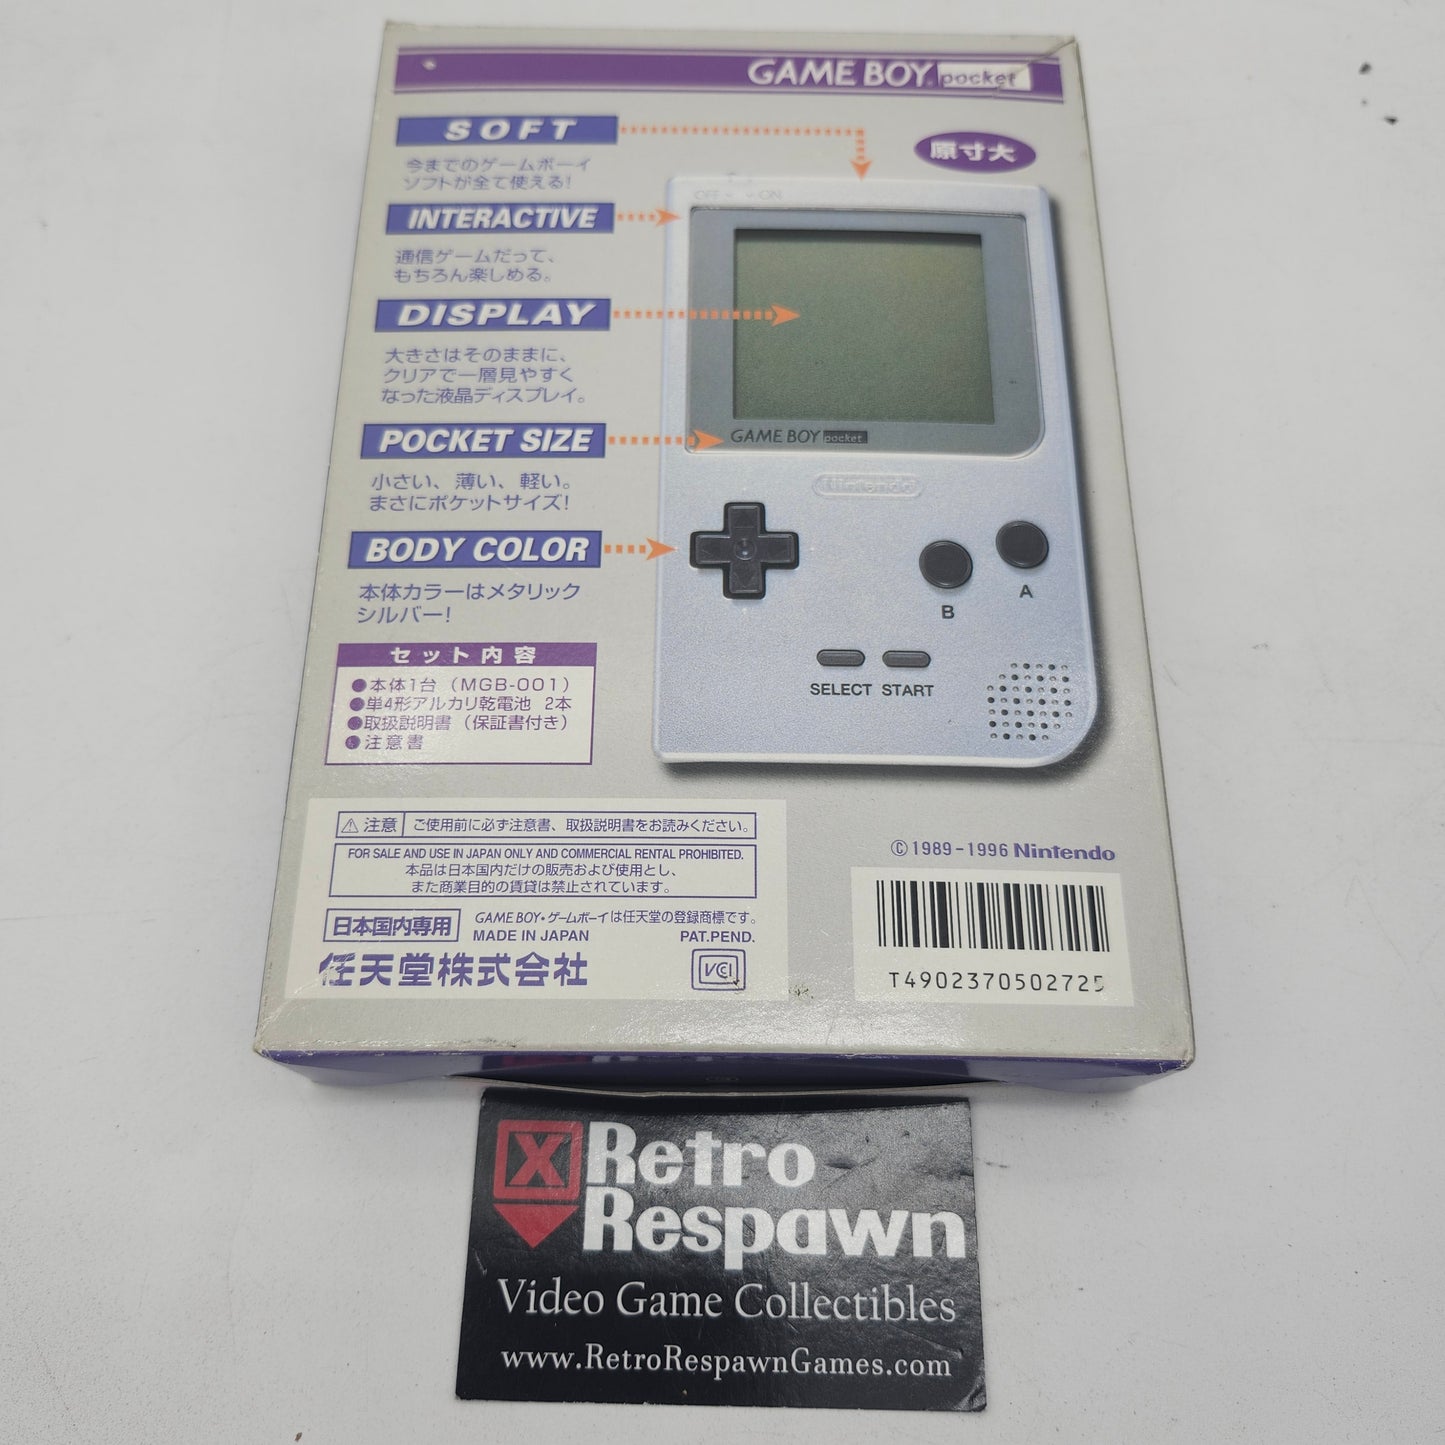 GAME BOY pocket
SOFT
今までのゲームボーイ
ソフトが全て使える!
原寸大
OFF ON
INTERACTIVE
通信ゲームだって、
もちろん楽しめる。
DISPLAY
大きさはそのままに、
クリアで一層見やすく
なった液晶ディスプレイ。
GAME BOY pocket
POCKET SIZE
小さい、薄い、軽い。
まさにポケットサイズ!
Nintendo
BODY COLOR
本体カラーはメタリック
シルバー!
A
B
SELECT START
セット内容
●本体1台(MGB-001)
●単4形アルカリ乾電池 2本
●取扱説明書(保証書付き)
●注意書
⚠注意 ご使用前に必ず注意書、取扱説明書をお読みください。
FOR SALE AND USE IN JAPAN ONLY AND COMMERCIAL RENTAL PROHIBITED.
本品は日本国内だけの販売および使用とし、
また商業目的の賃貸は禁止されています。
日本国内専用
GAME BOY・ゲームボーイは任天堂の登録商標です。
MADE IN JAPAN PAT.PEND.
任天堂株式会社
VCI
© 1989-1996 Nintendo
T4902370502725
X Retro
Respawn
Video Game Collectibles
www.RetroRespawnGames.com